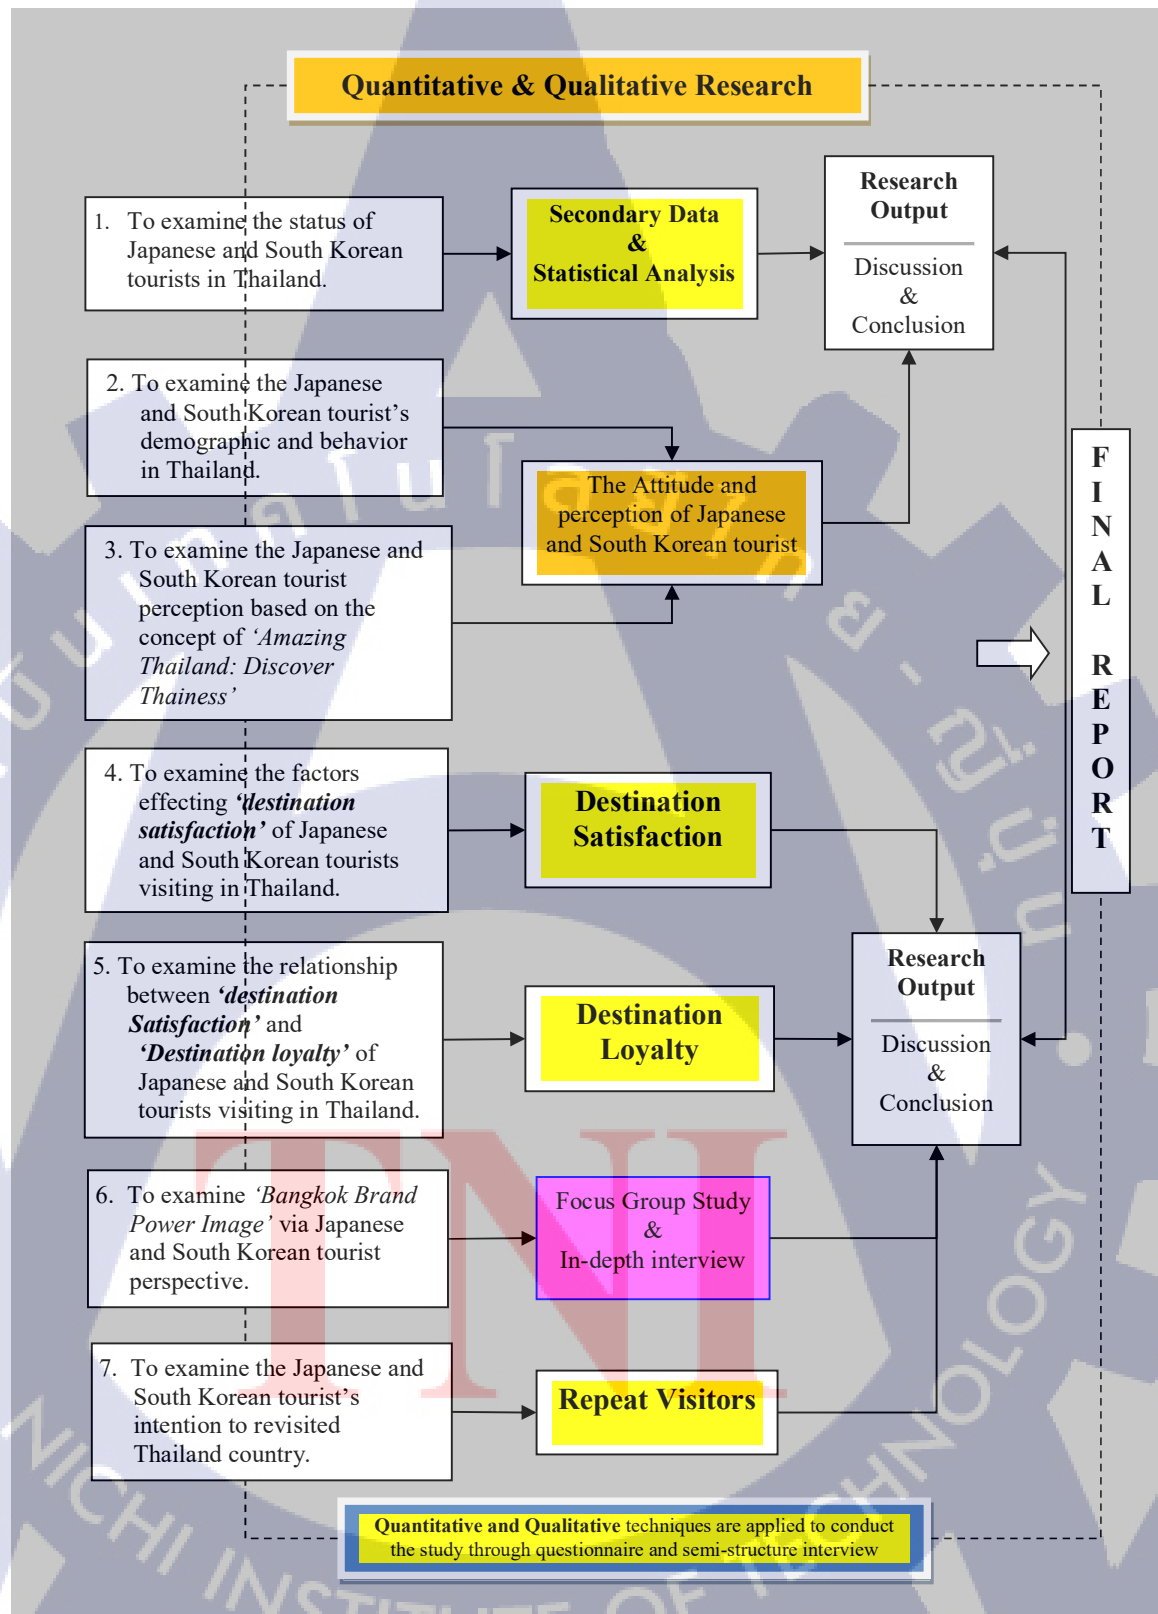 Quantitative & Qualitative Research
1. To examine the status of
Japanese and South Korean
tourists in Thailand.
Secondary Data
&
Statistical Analysis
Research
Output
Discussion
&
Conclusion
2. To examine the Japanese
and South Korean tourist’s
demographic and behavior
in Thailand.
The Attitude and
perception of Japanese
and South Korean tourist
3. To examine the Japanese and
South Korean tourist
perception based on the
concept of ‘Amazing
Thailand: Discover
Thainess’
FINAL REPORT
4. To examine the factors
effecting ‘destination
satisfaction’ of Japanese
and South Korean tourists
visiting in Thailand.
Destination
Satisfaction
5. To examine the relationship
between ‘destination
Satisfaction’ and
‘Destination loyalty’ of
Japanese and South Korean
tourists visiting in Thailand.
Destination
Loyalty
Research
Output
Discussion
&
Conclusion
6. To examine ‘Bangkok Brand
Power Image’ via Japanese
and South Korean tourist
perspective.
Focus Group Study
&
In-depth interview
7. To examine the Japanese and
South Korean tourist’s
intention to revisited
Thailand country.
Repeat Visitors
Quantitative and Qualitative techniques are applied to conduct
the study through questionnaire and semi-structure interview
TNI
NICHI INSTITUTE OF TECHNOLOGY